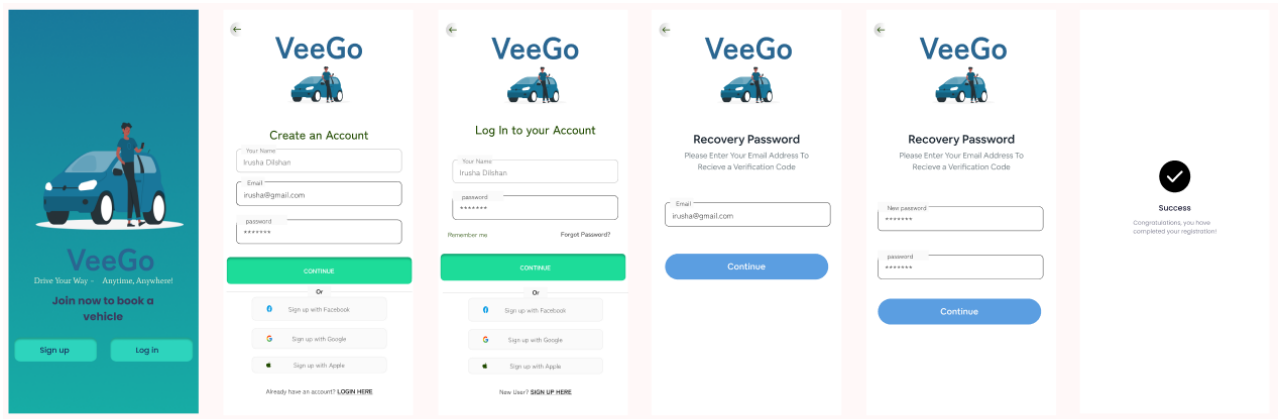 VeeGo
Drive Your Way - Anytime, Anywhere!
Join now to book a
vehicle
Sign up
Log in
VeeGo
Create an Account
Your Name
Irusha Dilshan
Email
irusha@gmail.com
password
*******
CONTINUE
Or
Sign up with Facebook
Sign up with Google
Sign up with Apple
Already have an account? LOGIN HERE
VeeGo
Log In to your Account
Your Name
Irusha Dilshan
password
*******
Remember me
Forgot Password?
CONTINUE
Or
Sign up with Facebook
Sign up with Google
Sign up with Apple
New User? SIGN UP HERE
VeeGo
Recovery Password
Please Enter Your Email Address To
Recieve a Verification Code
Email
irusha@gmail.com
Continue
VeeGo
Recovery Password
Please Enter Your Email Address To
Recieve a Verification Code
New password
*******
password
*******
Continue
Success
Congratulations, you have
completed your registration!